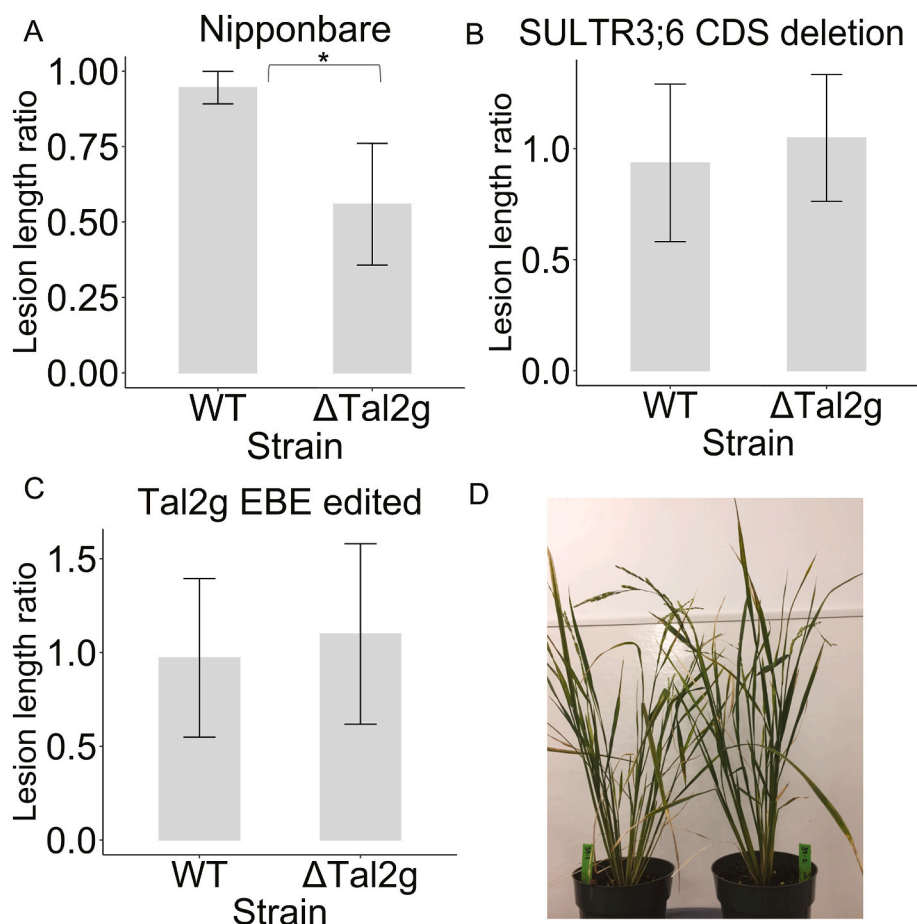 A
Nipponbare
*
Lesion length ratio
1.00
0.75
0.50
0.25
0.00
WT
ΔTal2g
Strain
B
SULTR3;6 CDS deletion
Lesion length ratio
1.0
0.5
0.0
WT
ΔTal2g
Strain
C
Tal2g EBE edited
Lesion length ratio
1.5
1.0
0.5
0.0
WT
ΔTal2g
Strain
D